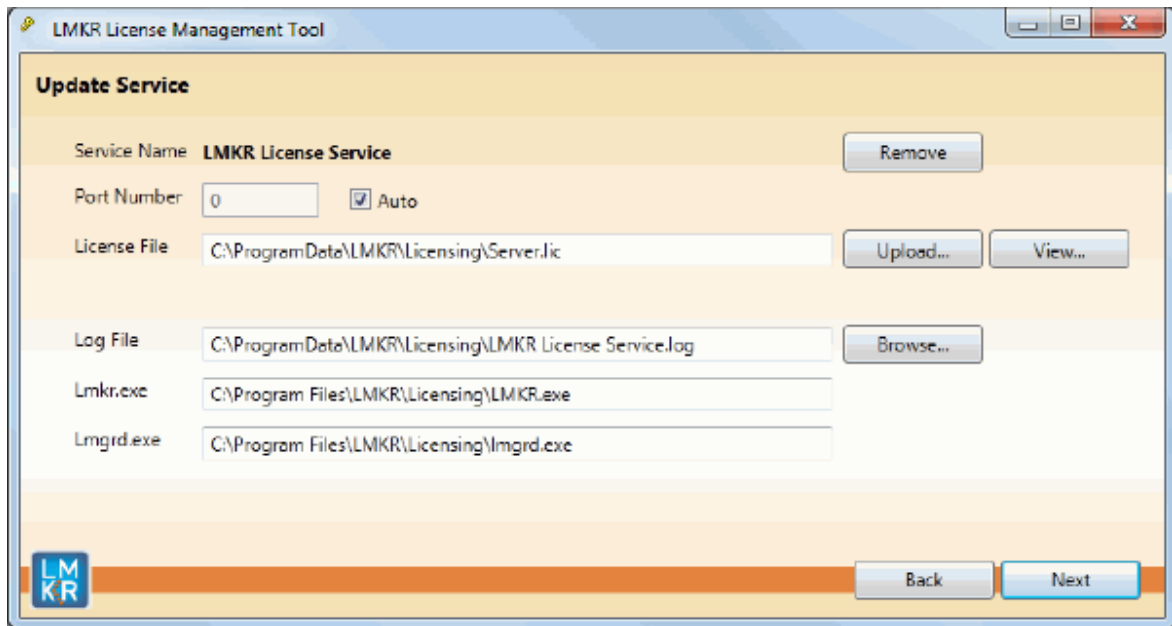 LMKR License Management Tool
Update Service
Service Name LMKR License Service Remove
Port Number 0 Auto
License File C:\ProgramData\LMKR\Licensing\Server.lic Upload... View...
Log File C:\ProgramData\LMKR\Licensing\LMKR License Service.log Browse...
Lmkr.exe C:\Program Files\LMKR\Licensing\LMKR.exe
Lmgrd.exe C:\Program Files\LMKR\Licensing\lmgrd.exe
LM
KR
Back Next